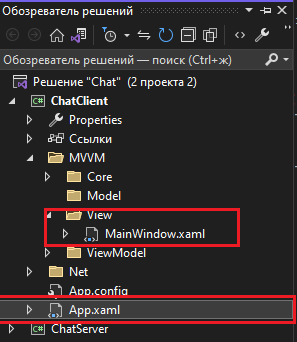 Обозреватель решений
Обозреватель решений — поиск (Ctrl+ж)
Решение "Chat" (2 проекта 2)
C# ChatClient
Properties
Ссылки
MVVM
Core
Model
View
MainWindow.xaml
ViewModel
Net
App.config
App.xaml
C# ChatServer